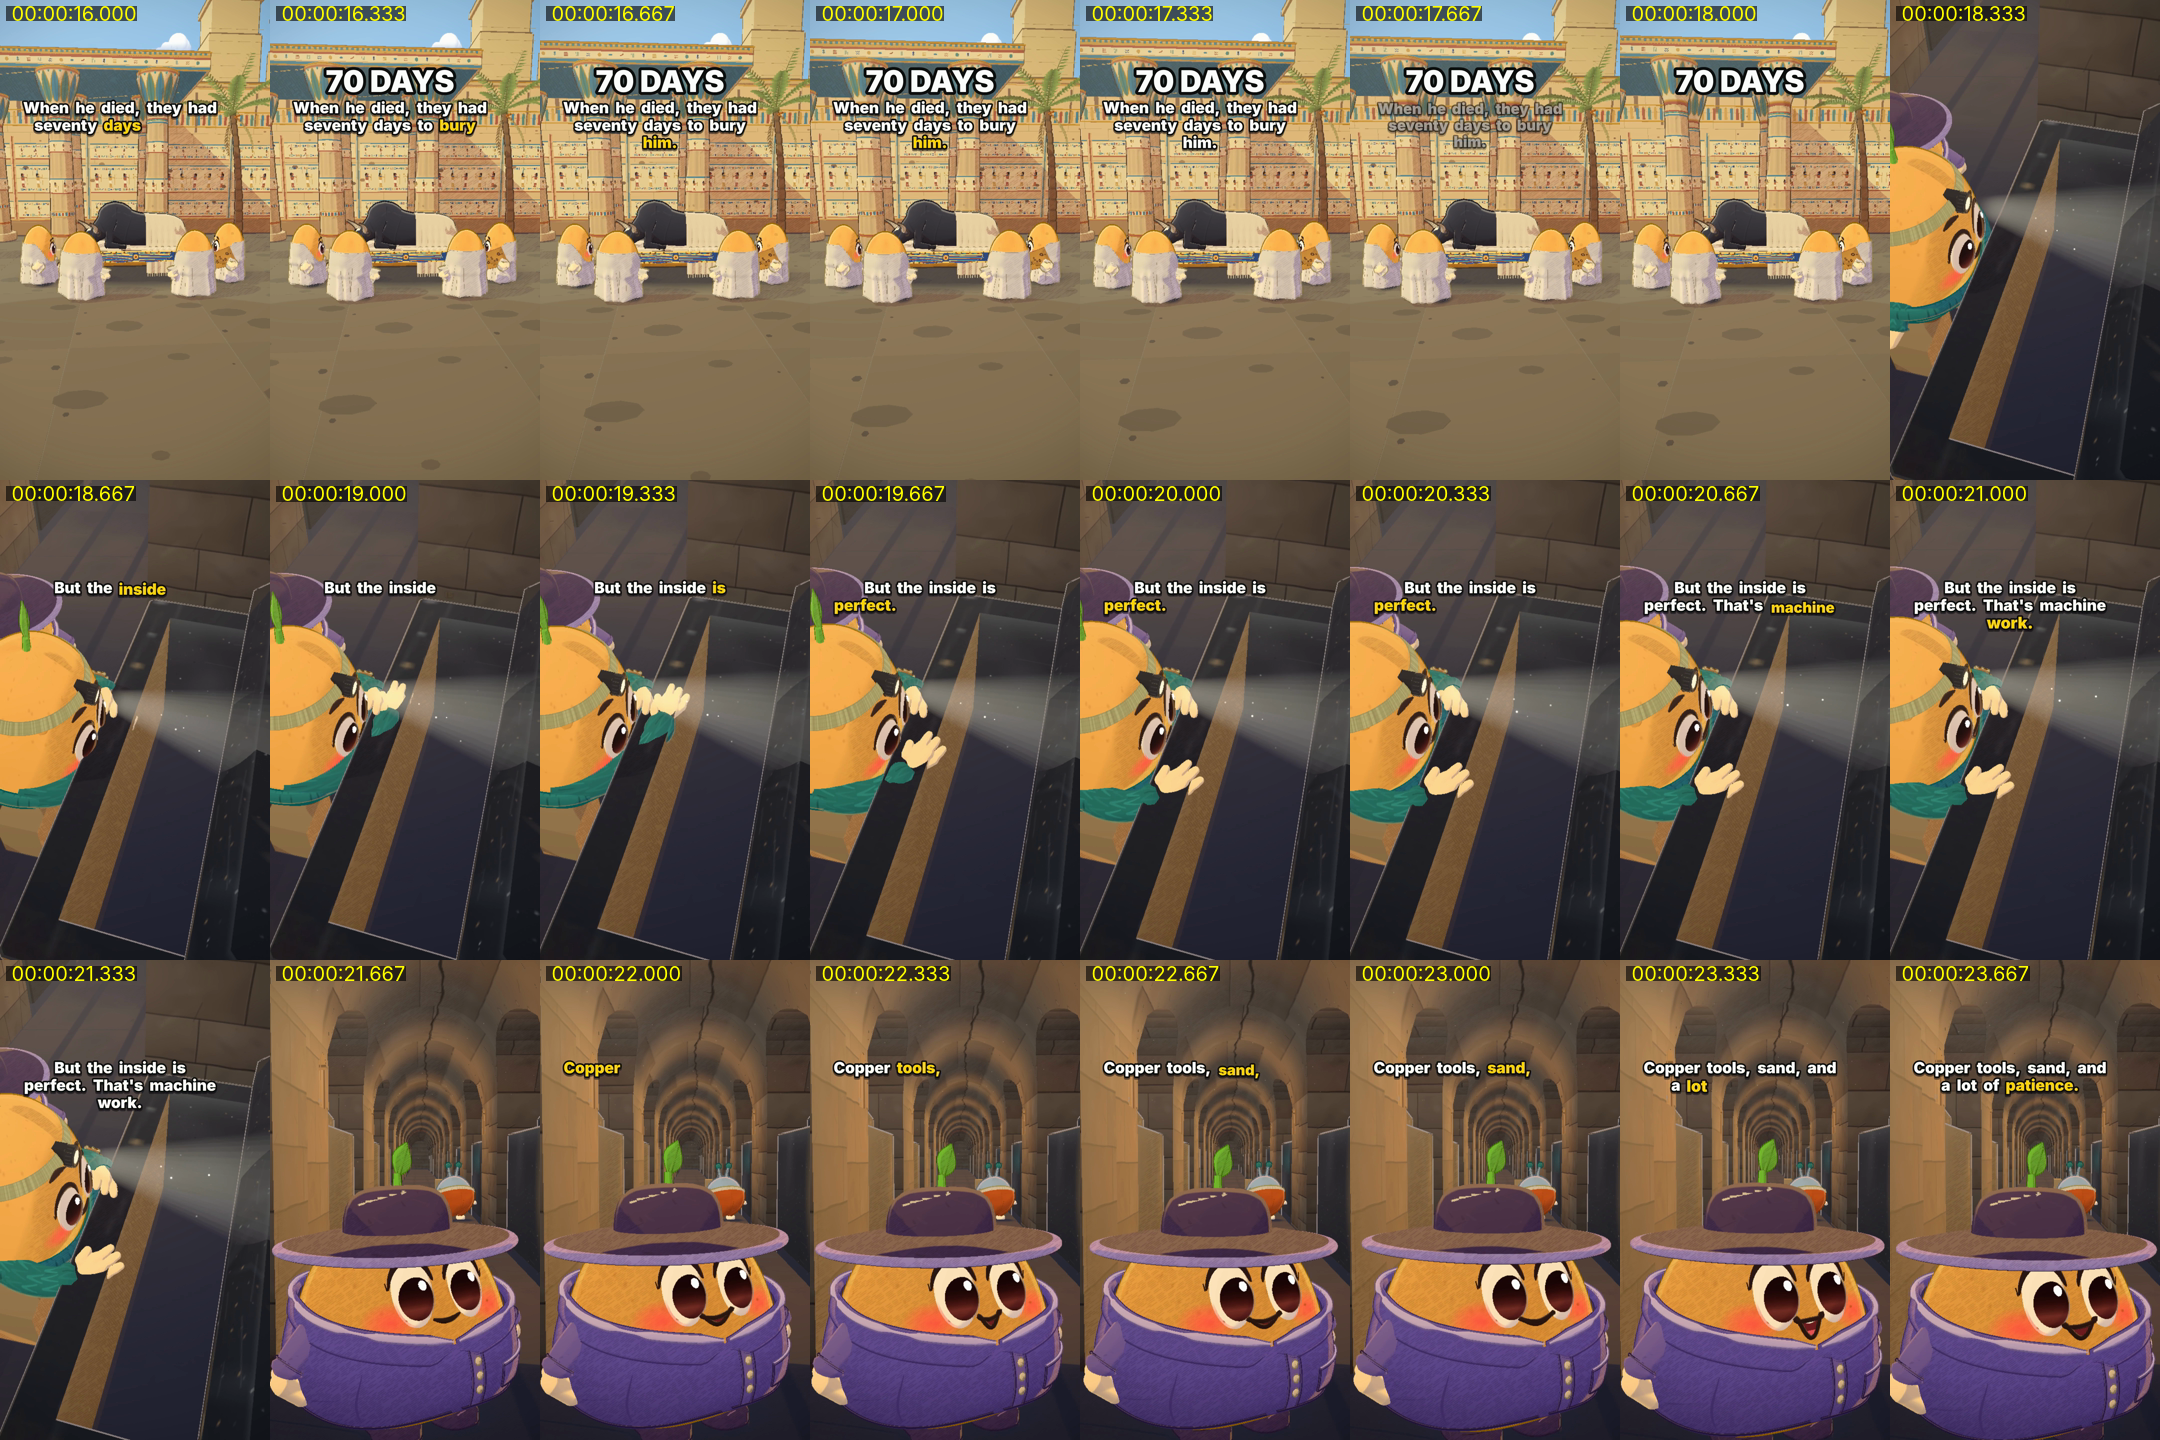 00:00:16.000
When he died, they had
seventy days
00:00:16.333
70 DAYS
When he died, they had
seventy days to bury
00:00:16.667
70 DAYS
When he died, they had
seventy days to bury
him.
00:00:17.000
70 DAYS
When he died, they had
seventy days to bury
him.
00:00:17.333
70 DAYS
When he died, they had
seventy days to bury
him.
00:00:17.667
70 DAYS
When he died, they had
seventy days to bury
him.
00:00:18.000
70 DAYS
00:00:18.333
00:00:18.667
But the inside
00:00:19.000
But the inside
00:00:19.333
But the inside is
00:00:19.667
But the inside is
perfect.
00:00:20.000
But the inside is
perfect.
00:00:20.333
But the inside is
perfect.
00:00:20.667
But the inside is
perfect. That's machine
00:00:21.000
But the inside is
perfect. That's machine
work.
00:00:21.333
But the inside is
perfect. That's machine
work.
00:00:21.667
00:00:22.000
Copper
00:00:22.333
Copper tools,
00:00:22.667
Copper tools, sand,
00:00:23.000
Copper tools, sand,
00:00:23.333
Copper tools, sand, and
a lot
00:00:23.667
Copper tools, sand, and
a lot of patience.